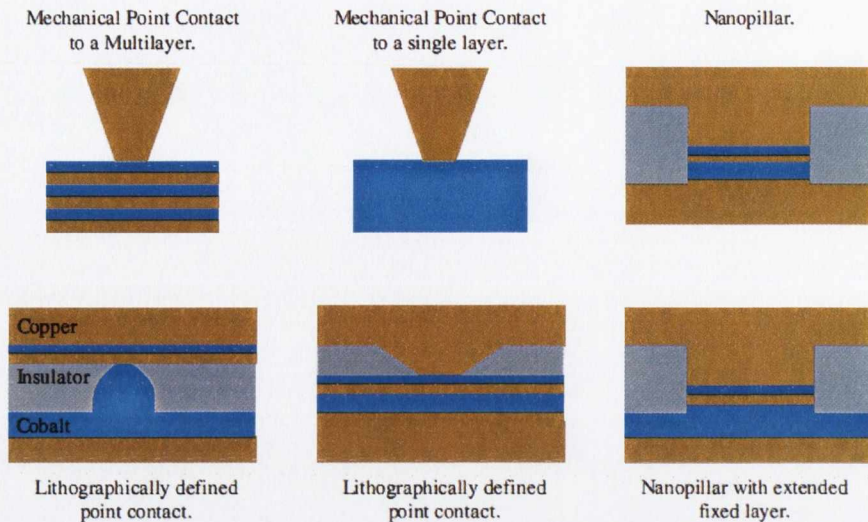 Mechanical Point Contact
to a Multilayer.
Mechanical Point Contact
to a single layer.
Nanopillar.
Copper
Insulator
Cobalt
Lithographically defined
point contact.
Lithographically defined
point contact.
Nanopillar with extended
fixed layer.